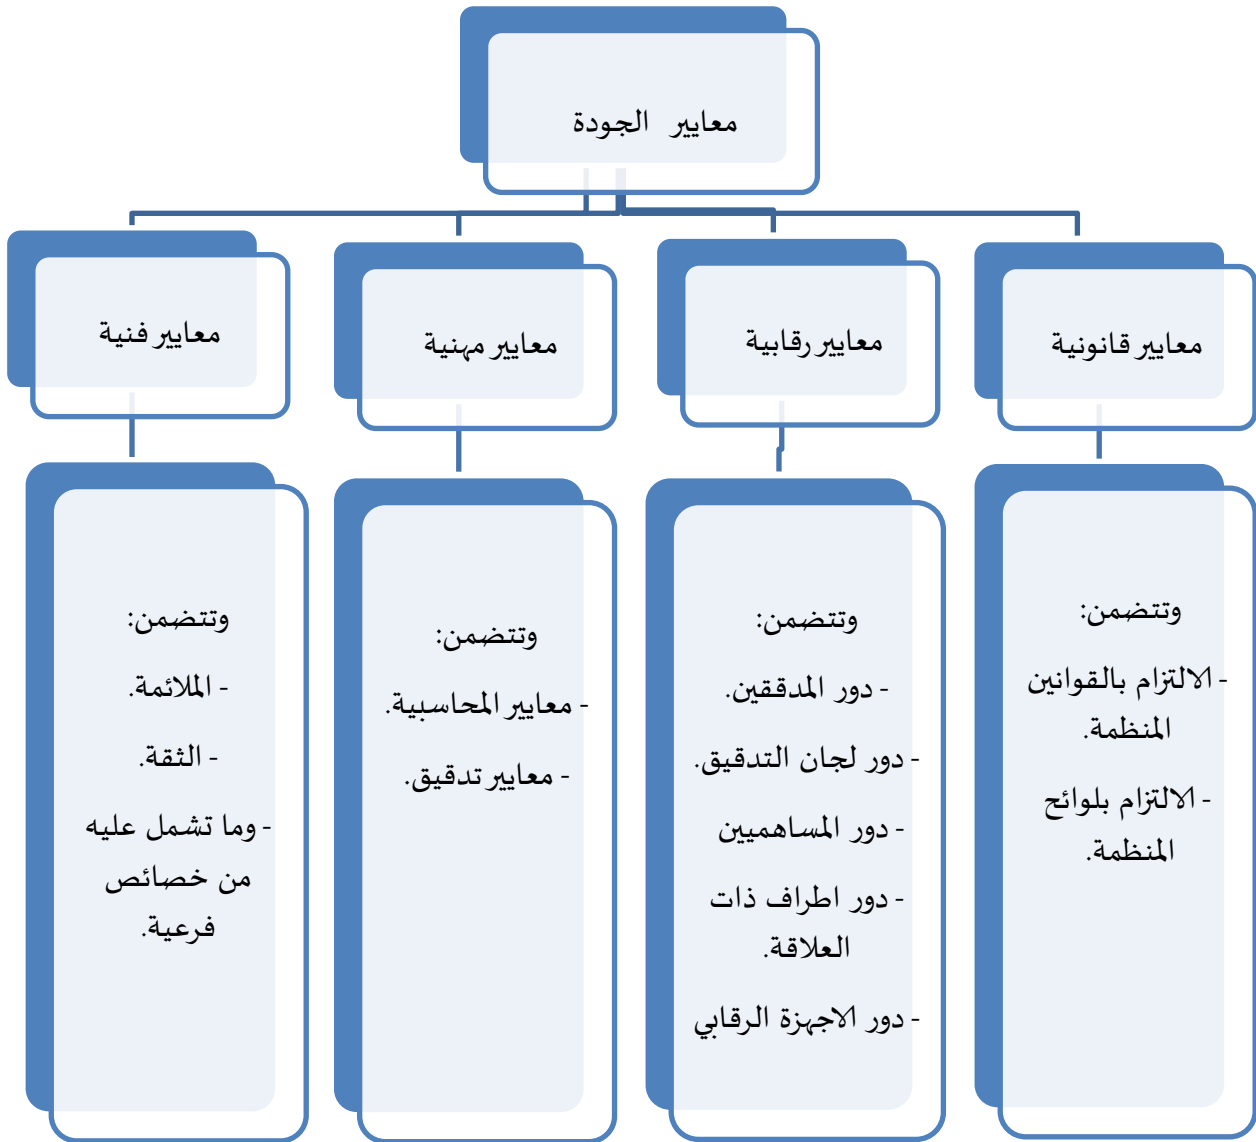 معايير الجودة
معايير قانونية
معايير رقابية
معايير مهنية
معايير فنية
وتتضمن:
- الالتزام بالقوانين
المنظمة.
- الالتزام بلوائح
المنظمة.
وتتضمن:
- دور المدققين.
- دور لجان التدقيق.
- دور المساهميين
- دور اطراف ذات
العلاقة.
- دور الاجهزة الرقابي
وتتضمن:
- معايير المحاسبية.
- معايير تدقيق.
وتتضمن:
- الملائمة.
- الثقة.
- وما تشمل عليه
من خصائص
فرعية.